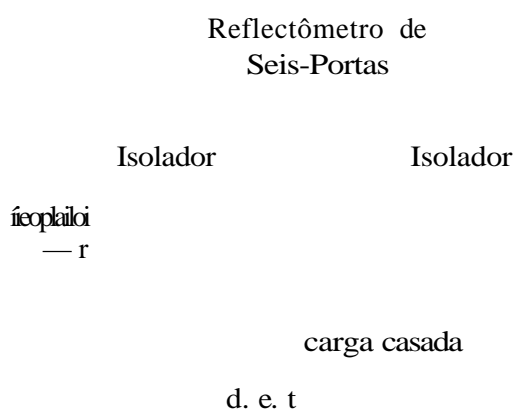 Reflectômetro de
Seis-Portas
Isolador Isolador
— r
carga casada
d. e. t